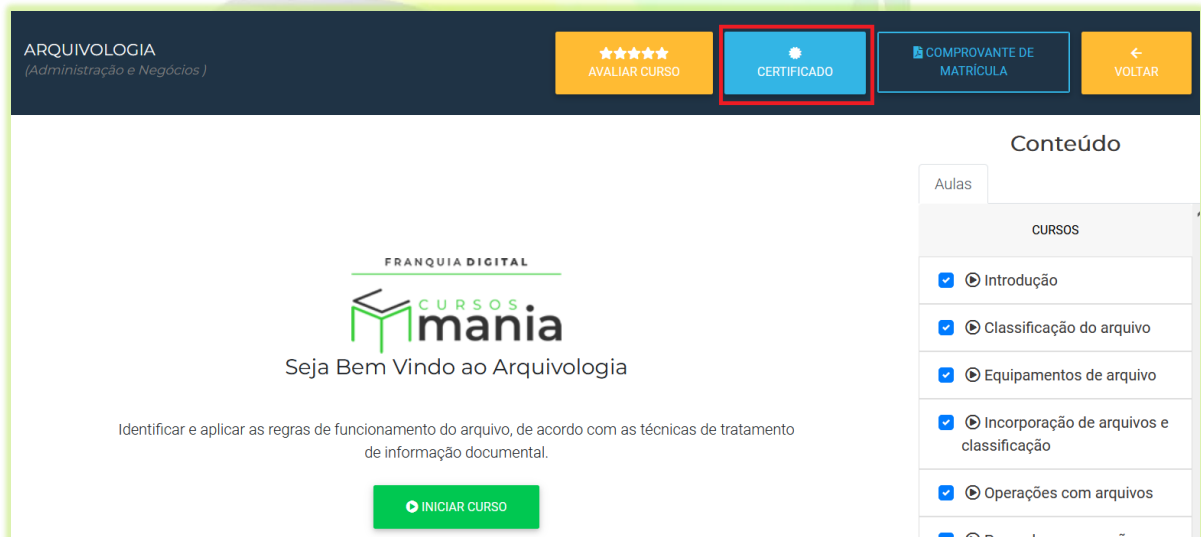 ARQUIVOLOGIA
(Administração e Negócios )
AVALIAR CURSO
CERTIFICADO
COMPROVANTE DE
MATRÍCULA
VOLTAR
FRANQUIA DIGITAL
CURSOS
mania
Seja Bem Vindo ao Arquivologia
Identificar e aplicar as regras de funcionamento do arquivo, de acordo com as técnicas de tratamento
de informação documental.
INICIAR CURSO
Conteúdo
Aulas
CURSOS
Introdução
Classificação do arquivo
Equipamentos de arquivo
Incorporação de arquivos e
classificação
Operações com arquivos